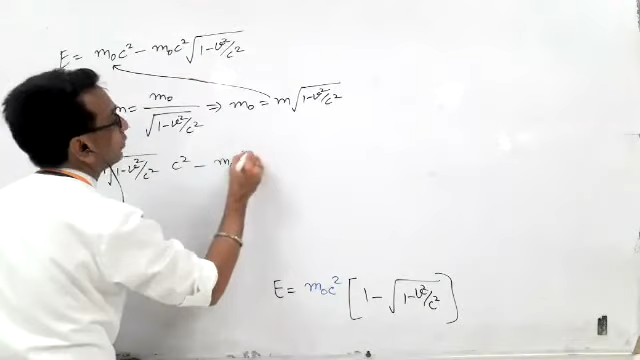 E = m₀c² − m₀c² √(1−v²/c²)
m = m₀ / √(1−v²/c²) ⇒ m₀ = m √(1−v²/c²)
√(1−v²/c²) c² − m
E = m₀c² [1 − √(1−v²/c²)]